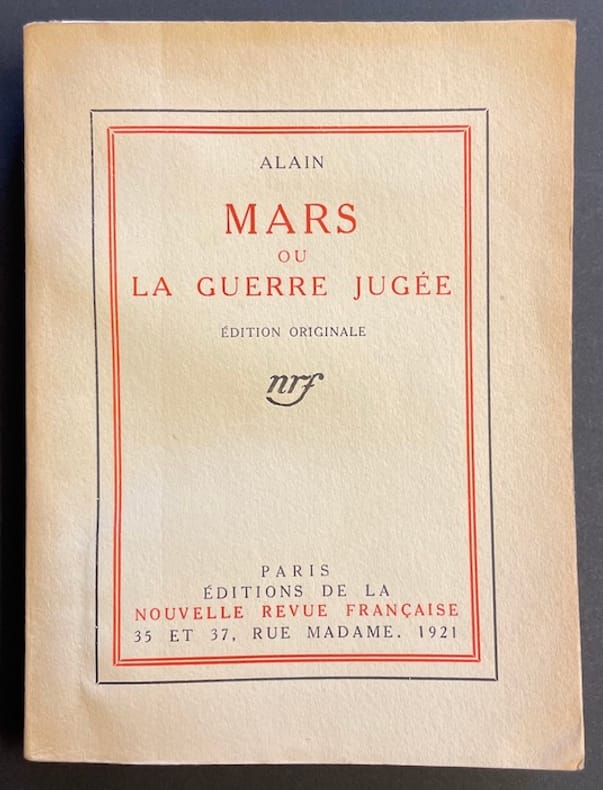 ALAIN
MARS
OU
LA GUERRE JUGÉE
ÉDITION ORIGINALE
nrf
PARIS
ÉDITIONS DE LA
NOUVELLE REVUE FRANÇAISE
35 ET 37, RUE MADAME. 1921